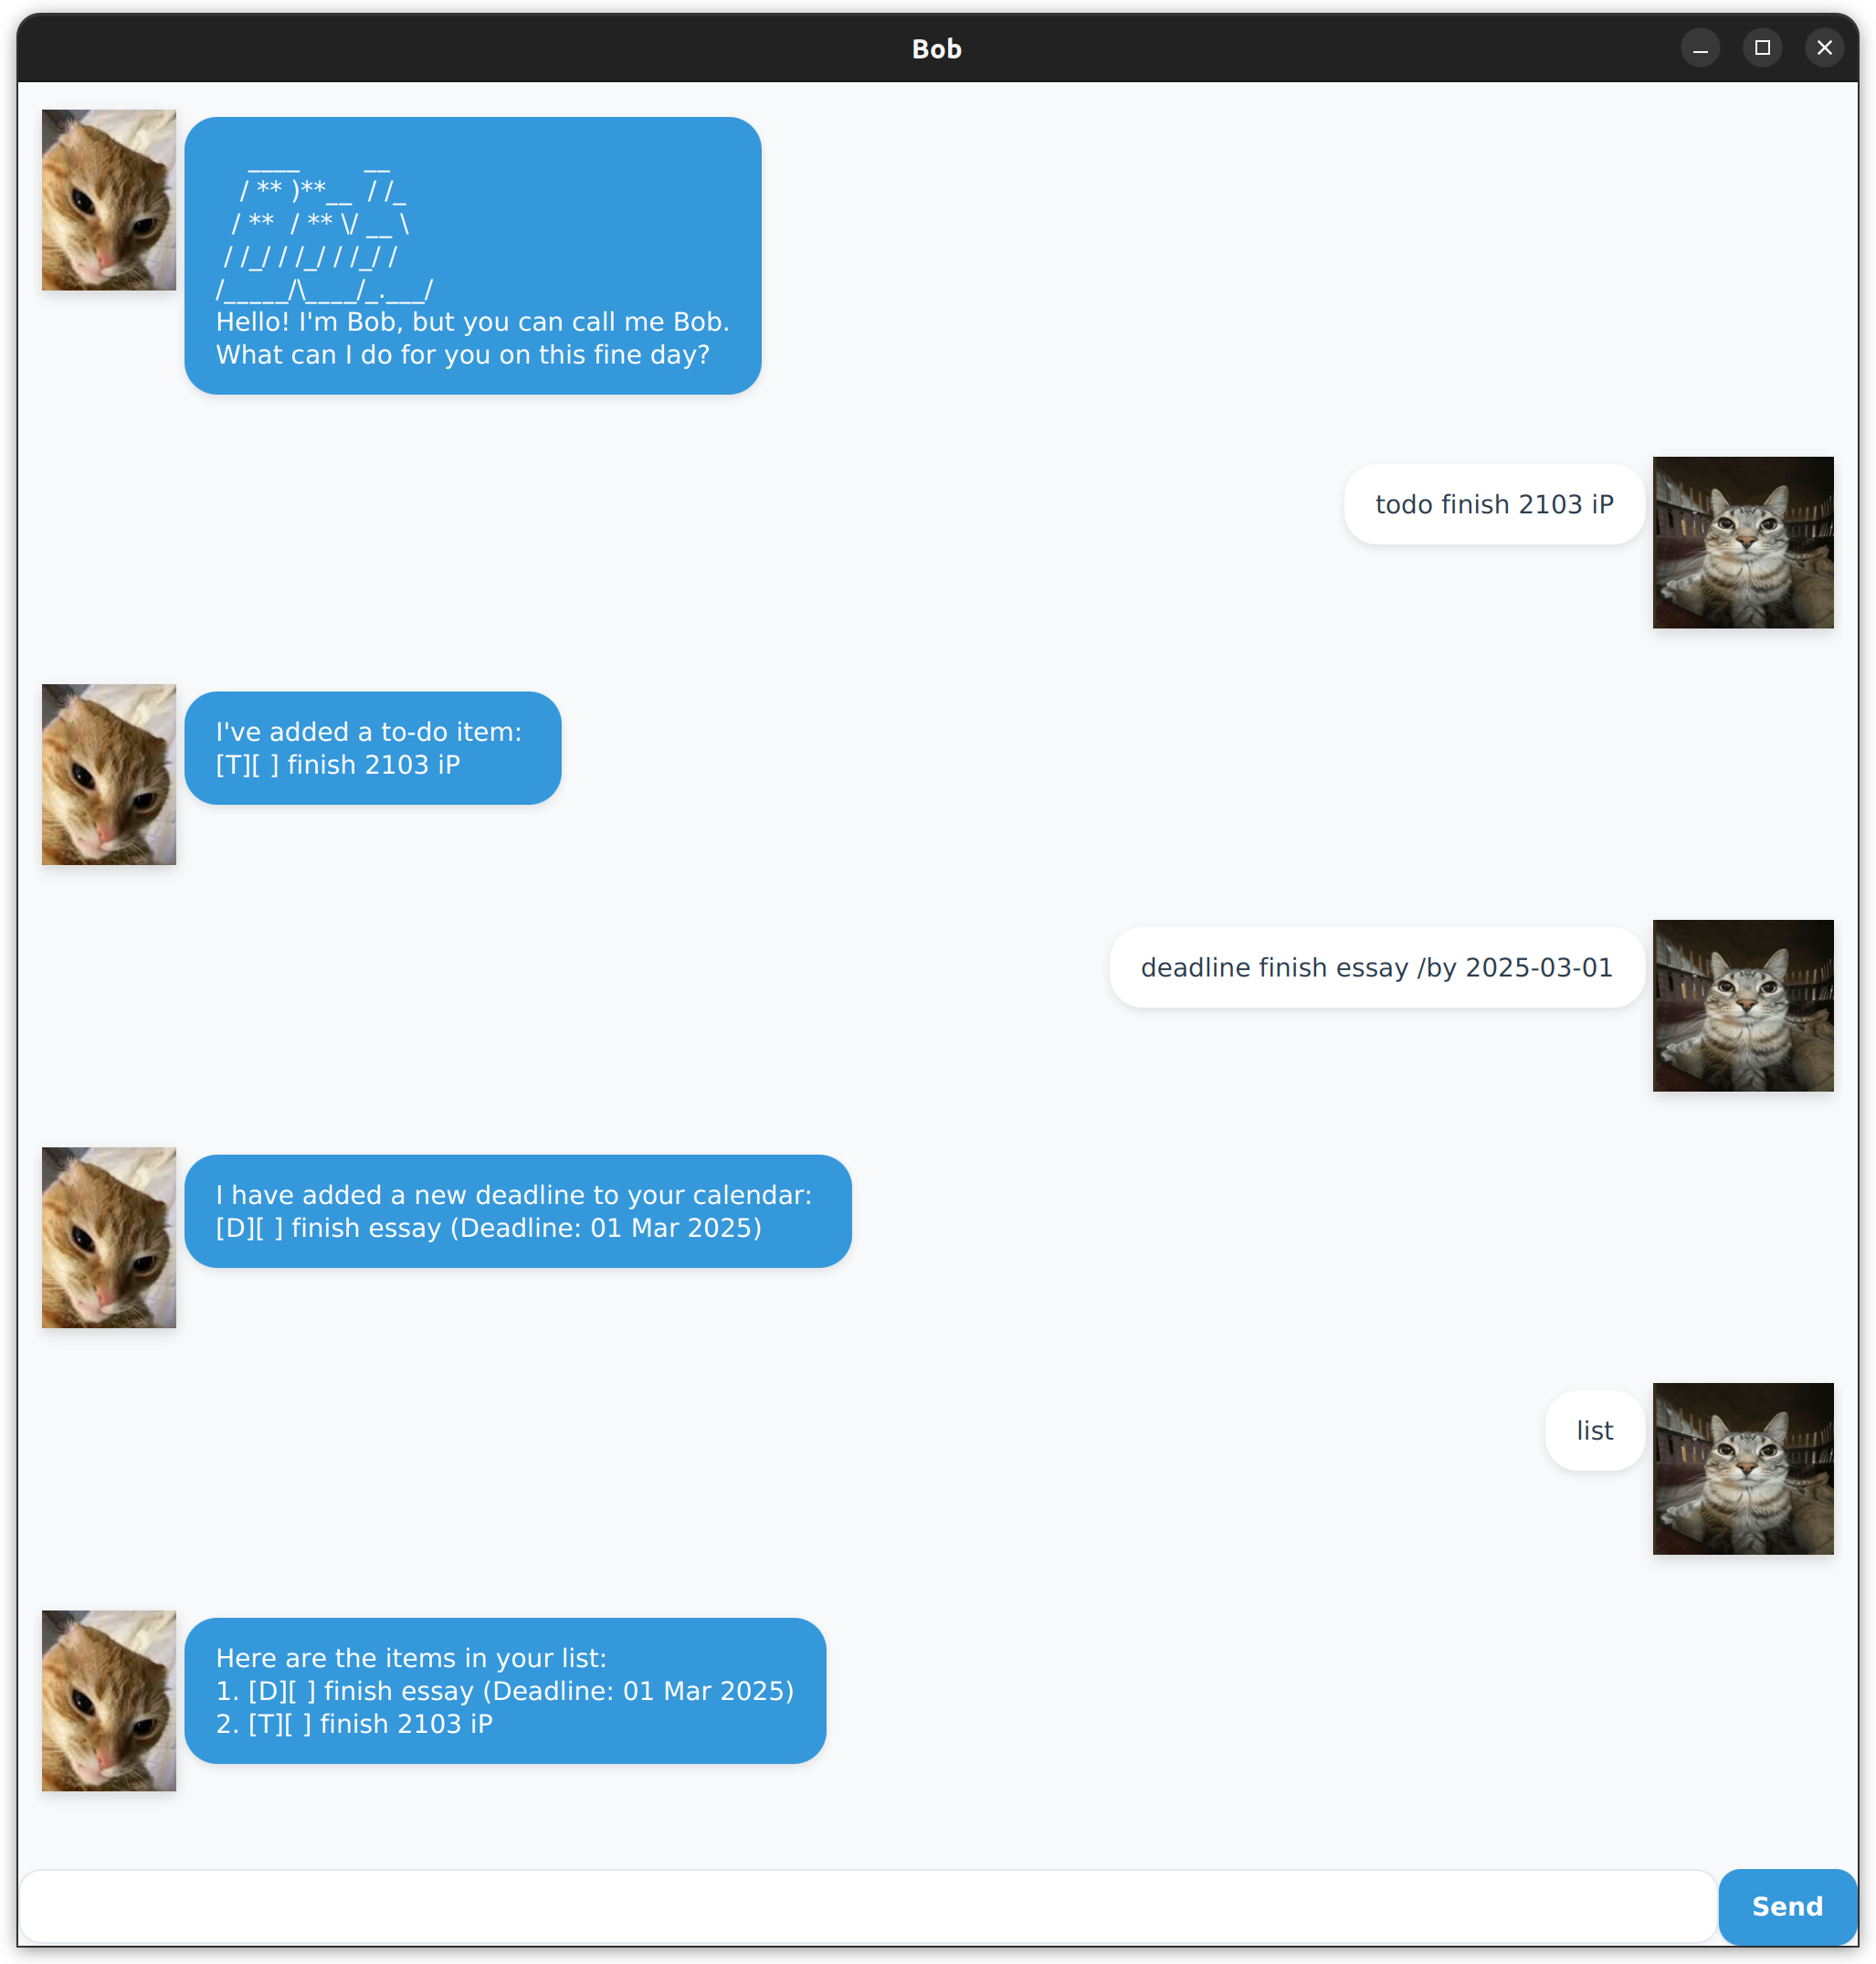 Bob
____        __
/ ** )**__  / /_
/ **  / ** \/ __ \
/ /_/ / /_/ / /_/ /
/_____/\____/_.___/
Hello! I'm Bob, but you can call me Bob.
What can I do for you on this fine day?
todo finish 2103 iP
I've added a to-do item:
[T][ ] finish 2103 iP
deadline finish essay /by 2025-03-01
I have added a new deadline to your calendar:
[D][ ] finish essay (Deadline: 01 Mar 2025)
list
Here are the items in your list:
1. [D][ ] finish essay (Deadline: 01 Mar 2025)
2. [T][ ] finish 2103 iP
Send